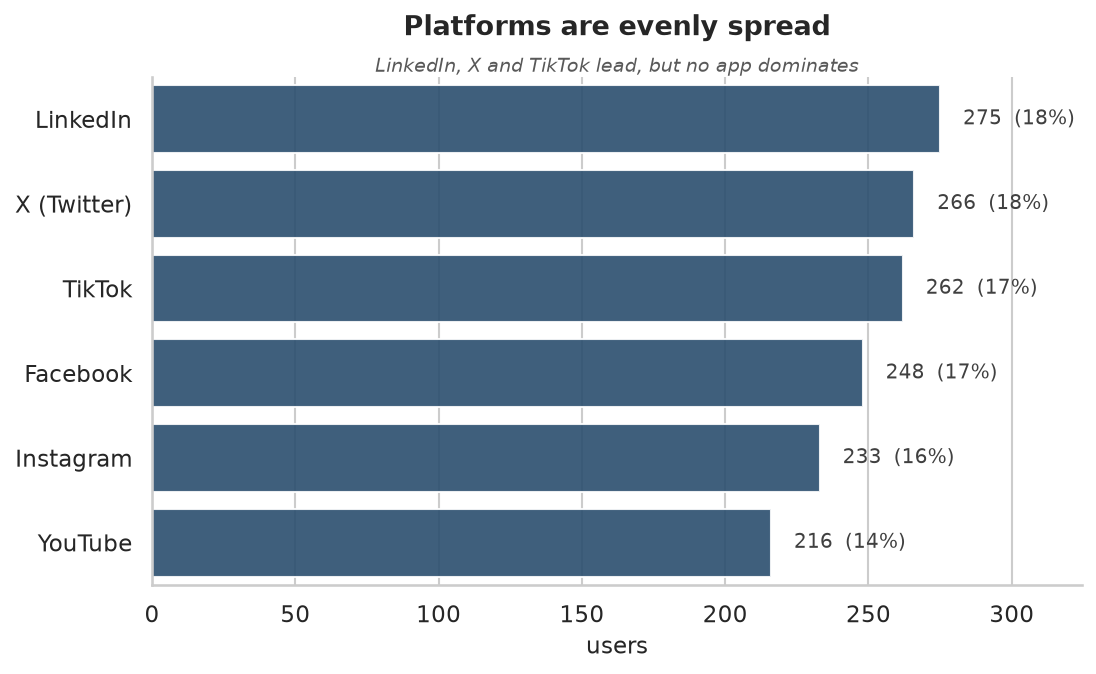 Platforms are evenly spread
LinkedIn, X and TikTok lead, but no app dominates
LinkedIn 275 (18%)
X (Twitter) 266 (18%)
TikTok 262 (17%)
Facebook 248 (17%)
Instagram 233 (16%)
YouTube 216 (14%)
0 50 100 150 200 250 300
users